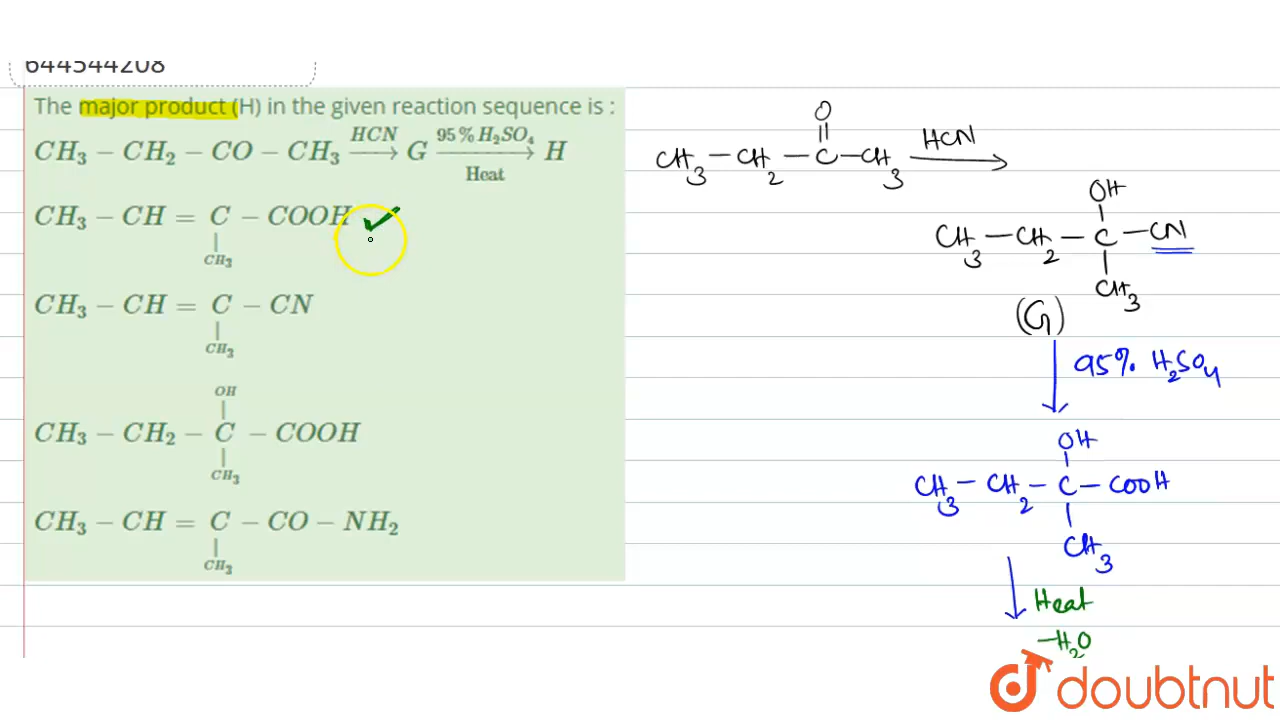 644544208
The major product (H) in the given reaction sequence is :
CH₃ − CH₂ − CO − CH₃ →[HCN] G →[95% H₂SO₄ / Heat] H
CH₃ − CH = C − COOH ✓
|
CH₃
CH₃ − CH = C − CN
|
CH₃
OH
|
CH₃ − CH₂ − C − COOH
|
CH₃
CH₃ − CH = C − CO − NH₂
|
CH₃
O
||
CH₃ − CH₂ − C − CH₃ →[HCN]
OH
|
CH₃ − CH₂ − C − CN
|
CH₃
(G)
↓ 95% H₂SO₄
OH
|
CH₃ − CH₂ − C − COOH
|
CH₃
↓ Heat
−H₂O
doubtnut